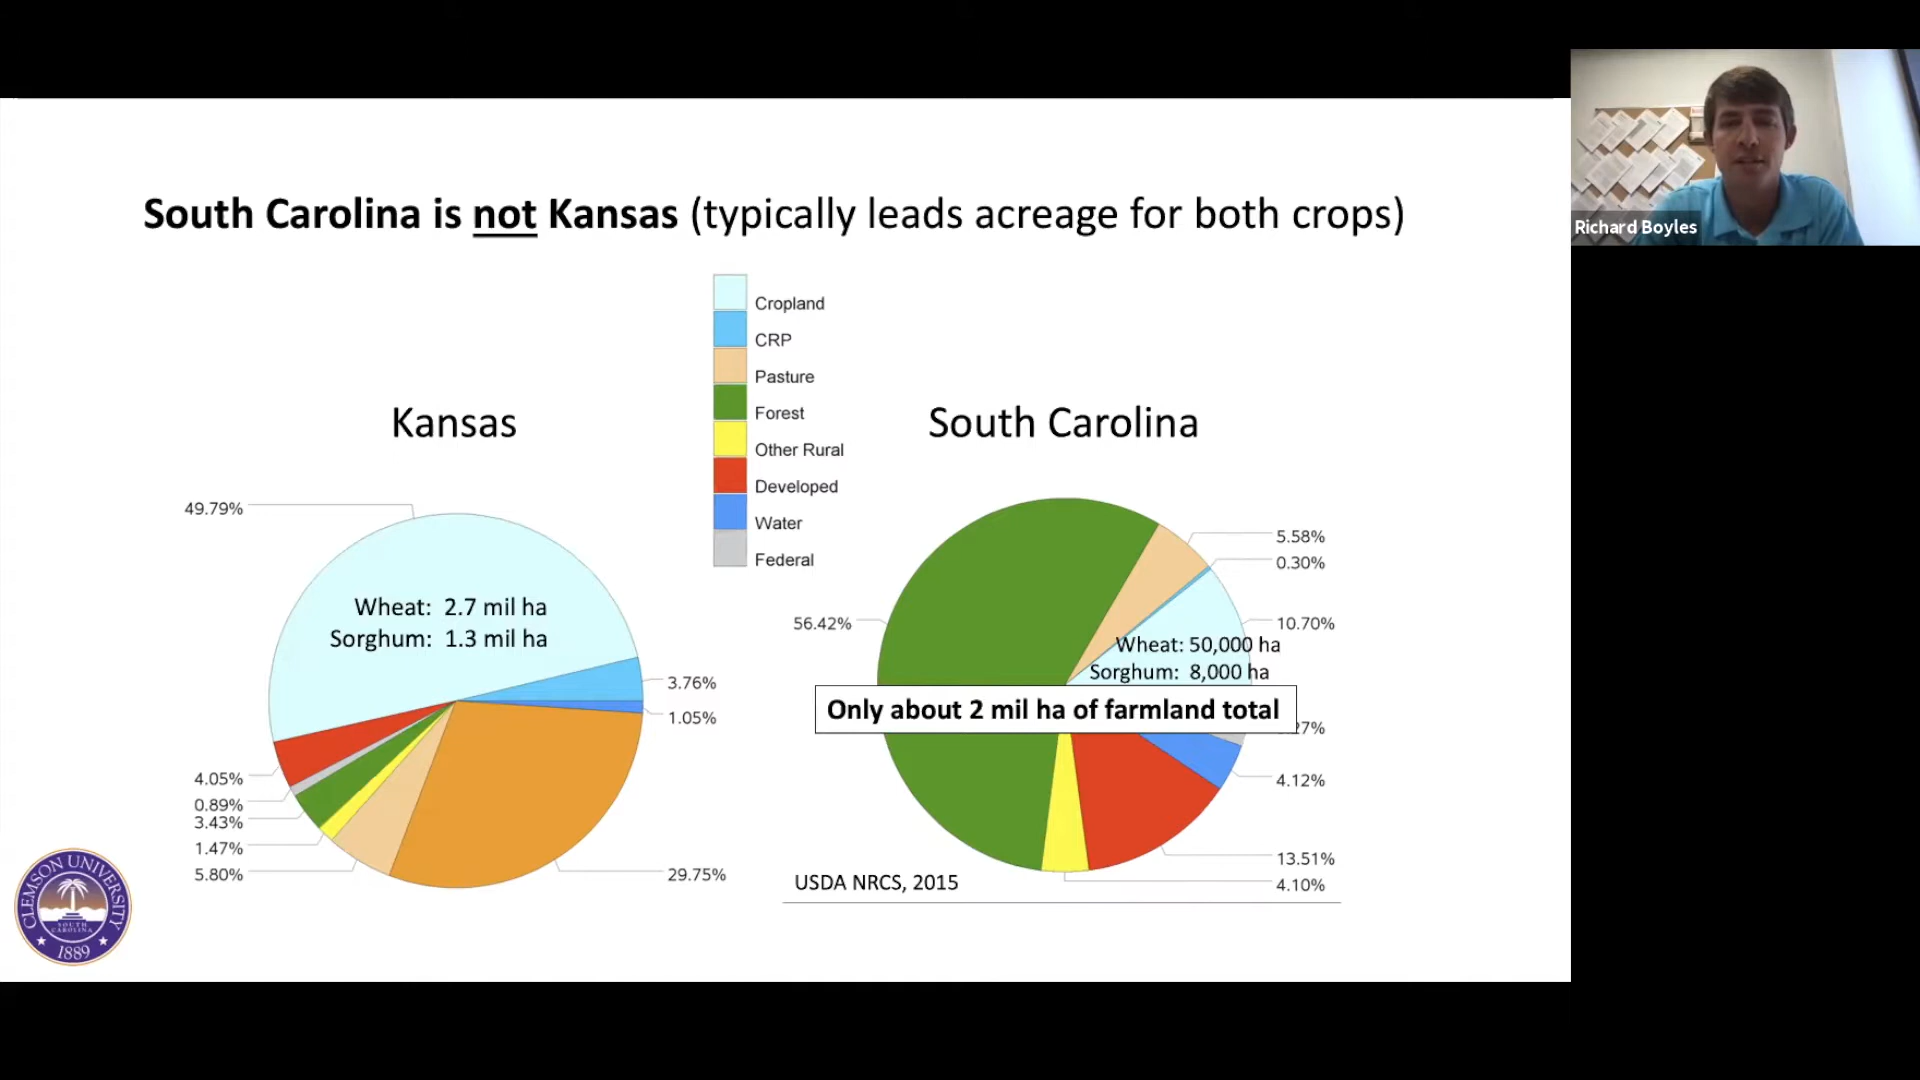 South Carolina is not Kansas (typically leads acreage for both crops)
Richard Boyles
Cropland
CRP
Pasture
Forest
Other Rural
Developed
Water
Federal
Kansas
49.79%
Wheat: 2.7 mil ha
Sorghum: 1.3 mil ha
3.76%
1.05%
4.05%
0.89%
3.43%
1.47%
5.80%
29.75%
South Carolina
5.58%
0.30%
56.42%
10.70%
Wheat: 50,000 ha
Sorghum: 8,000 ha
Only about 2 mil ha of farmland total
4.12%
13.51%
4.10%
USDA NRCS, 2015
CLEMSON UNIVERSITY
SOUTH
CAROLINA
1889